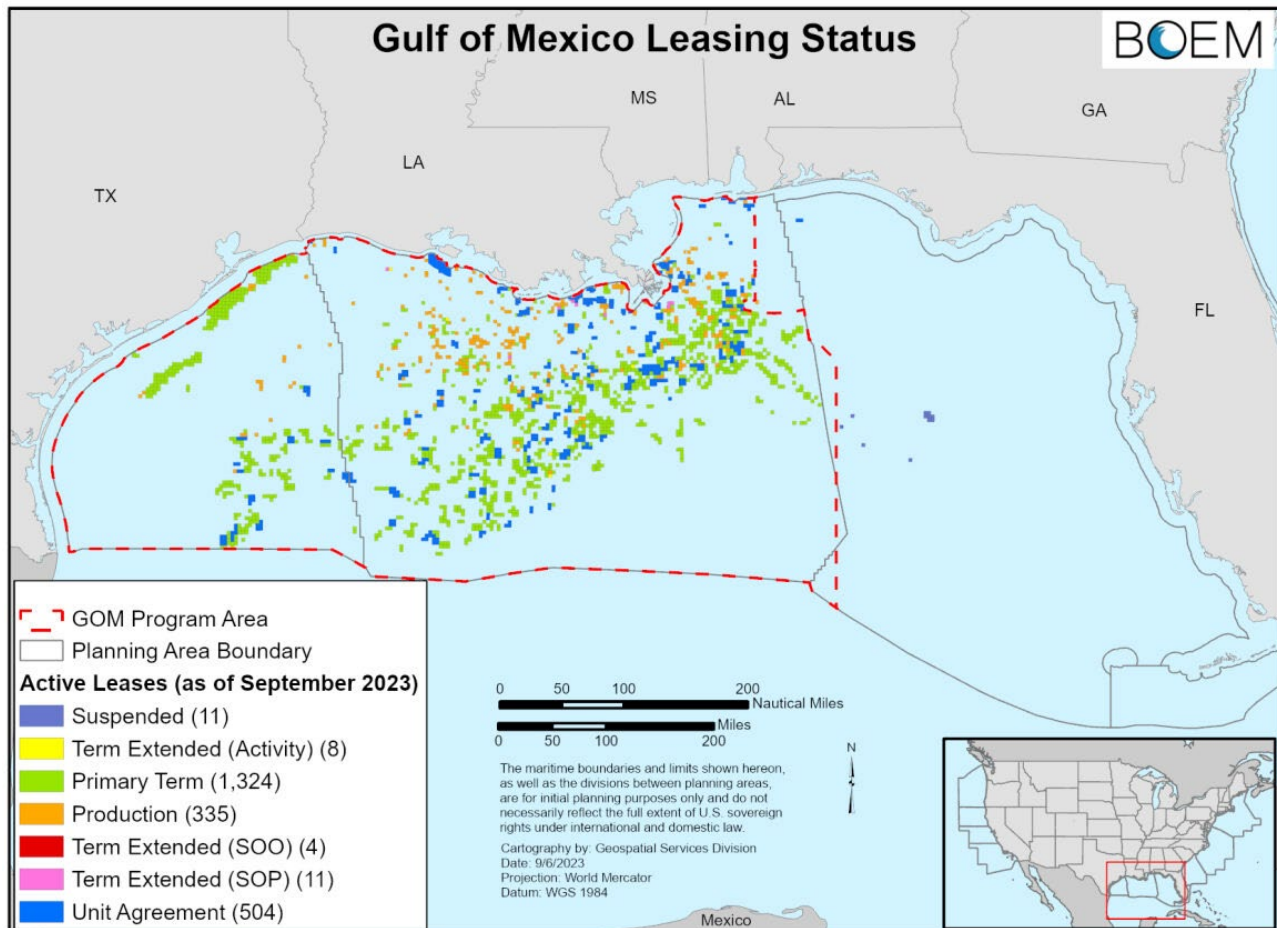 Gulf of Mexico Leasing Status
BOEM
MS
AL
GA
LA
TX
FL
GOM Program Area
Planning Area Boundary
Active Leases (as of September 2023)
Suspended (11)
Term Extended (Activity) (8)
Primary Term (1,324)
Production (335)
Term Extended (SOO) (4)
Term Extended (SOP) (11)
Unit Agreement (504)
0 50 100 200
Nautical Miles
Miles
0 50 100 200
N
The maritime boundaries and limits shown hereon,
as well as the divisions between planning areas,
are for initial planning purposes only and do not
necessarily reflect the full extent of U.S. sovereign
rights under international and domestic law.
Cartography by: Geospatial Services Division
Date: 9/6/2023
Projection: World Mercator
Datum: WGS 1984
Mexico